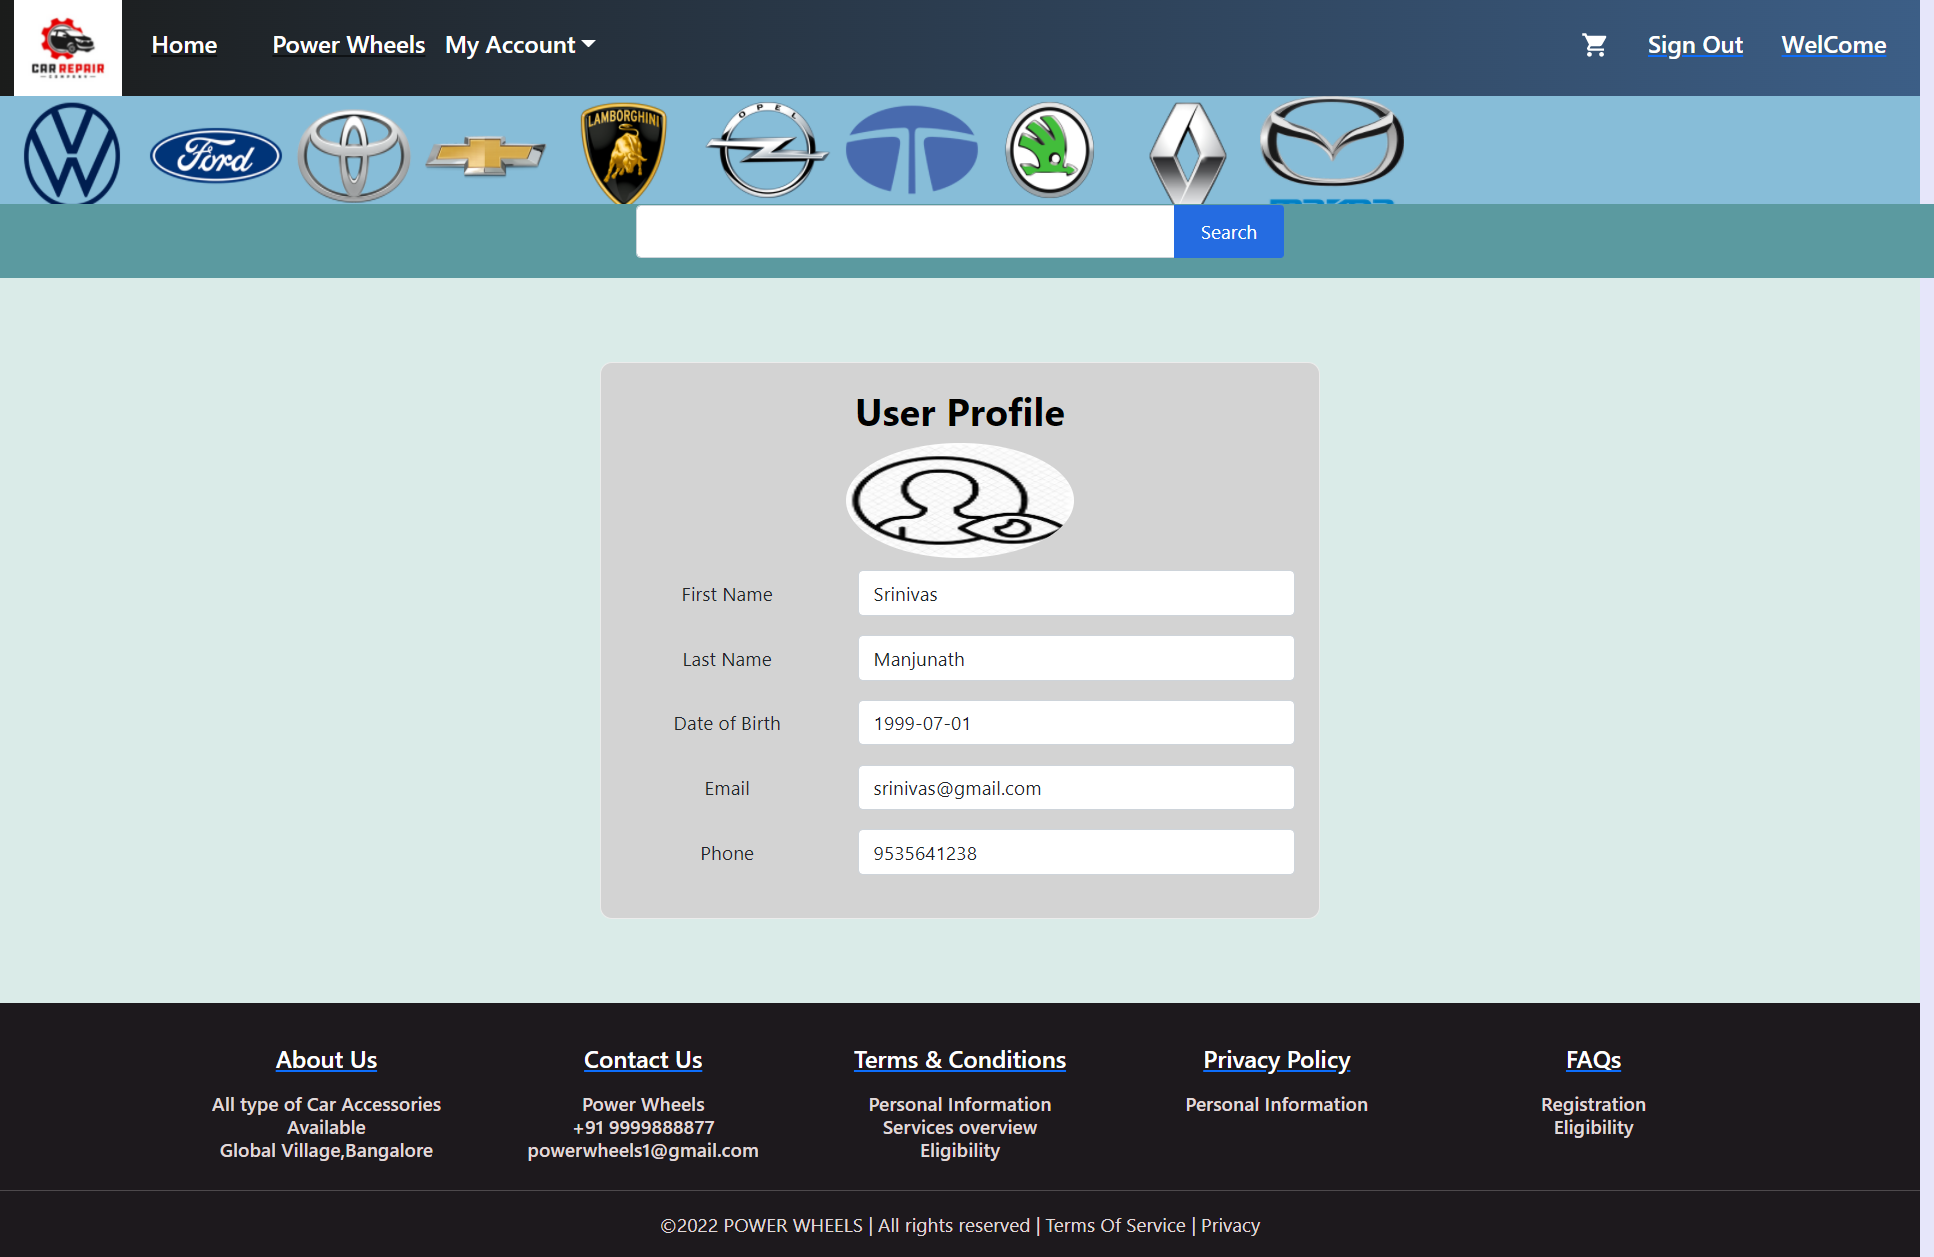 CAR REPAIR
COMPANY
Home
Power Wheels
My Account
Sign Out
WelCome
Ford
LAMBORGHINI
OPEL
Search
User Profile
First Name
Srinivas
Last Name
Manjunath
Date of Birth
1999-07-01
Email
srinivas@gmail.com
Phone
9535641238
About Us
All type of Car Accessories
Available
Global Village,Bangalore
Contact Us
Power Wheels
+91 9999888877
powerwheels1@gmail.com
Terms & Conditions
Personal Information
Services overview
Eligibility
Privacy Policy
Personal Information
FAQs
Registration
Eligibility
©2022 POWER WHEELS | All rights reserved | Terms Of Service | Privacy